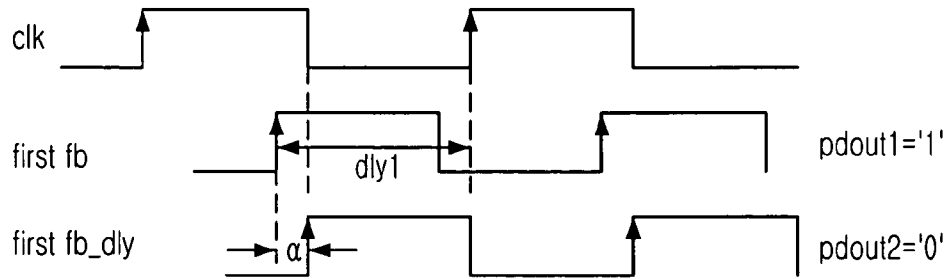 clk
first fb
dly1
pdout1='1'
first fb_dly
α
pdout2='0'